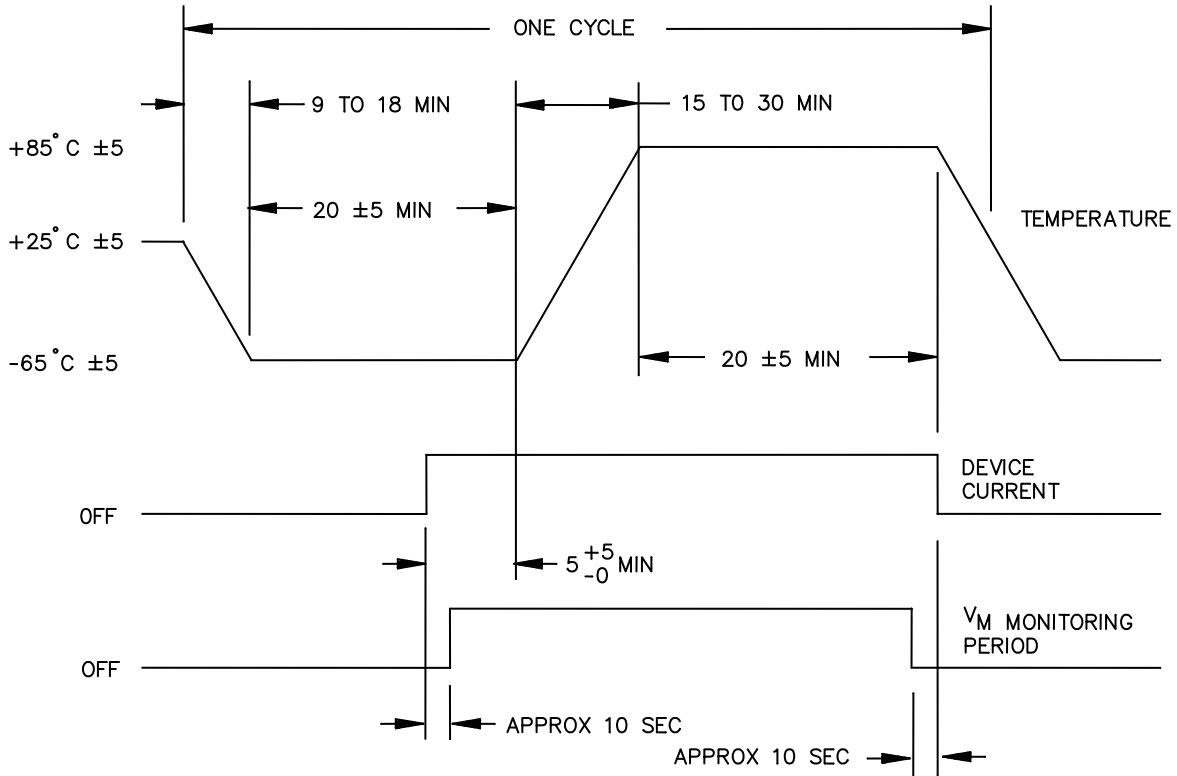 ONE CYCLE
9 TO 18 MIN
15 TO 30 MIN
+85°C ±5
20 ±5 MIN
TEMPERATURE
+25°C ±5
-65°C ±5
20 ±5 MIN
DEVICE
CURRENT
OFF
5 +5 -0 MIN
VM MONITORING
PERIOD
OFF
APPROX 10 SEC
APPROX 10 SEC